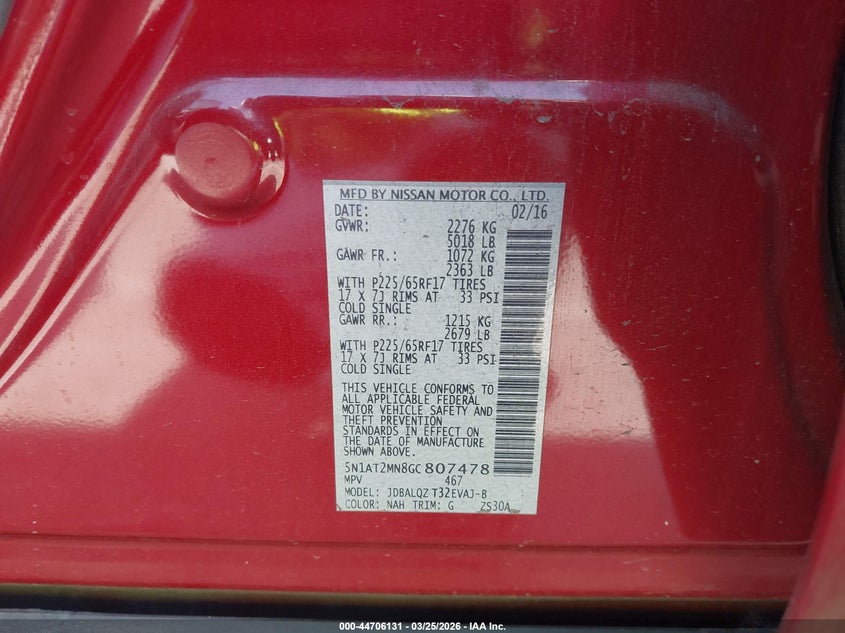 MFD BY NISSAN MOTOR CO., LTD.
DATE: 02/16
GVWR: 2276 KG
5018 LB
GAWR FR.: 1072 KG
2363 LB
WITH P225/65RF17 TIRES
17 X 7J RIMS AT 33 PSI
COLD SINGLE
GAWR RR.: 1215 KG
2679 LB
WITH P225/65RF17 TIRES
17 X 7J RIMS AT 33 PSI
COLD SINGLE
THIS VEHICLE CONFORMS TO
ALL APPLICABLE FEDERAL
MOTOR VEHICLE SAFETY AND
THEFT PREVENTION
STANDARDS IN EFFECT ON
THE DATE OF MANUFACTURE
SHOWN ABOVE.
5N1AT2MN8GC807478
MPV 467
MODEL: JDBALQZ T32EVAJ-B
COLOR: NAH TRIM: G ZS30A
000-44706131 — 03/25/2026 — IAA Inc.